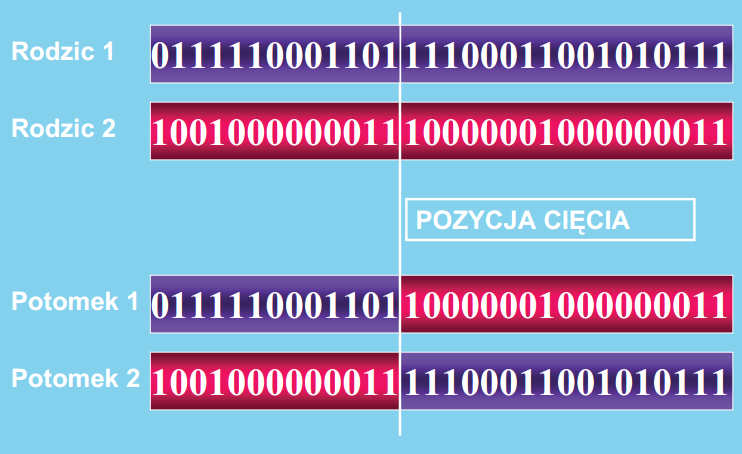 Rodzic 1 0111110001101 11100011001010111
Rodzic 2 1001000000011 10000001000000011
POZYCJA CIĘCIA
Potomek 1 0111110001101 10000001000000011
Potomek 2 1001000000011 11100011001010111